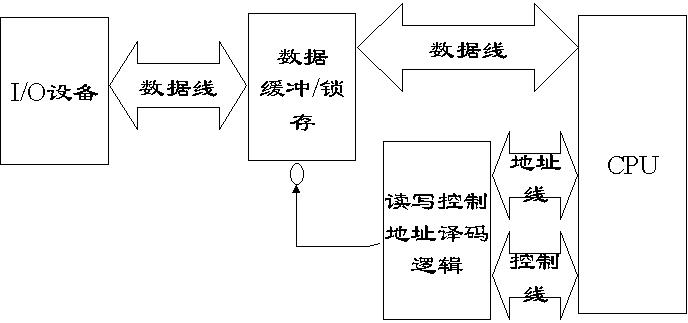 I/O设备
数据线
数据
缓冲/锁
存
数据线
CPU
读写控制
地址译码
逻辑
地址
线
控制
线